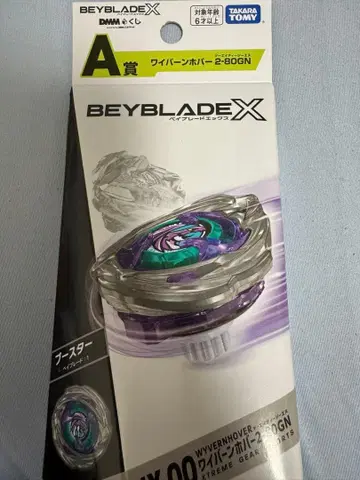 BEYBLADE X
DMMくじ
対象年齢
6才以上
TAKARA
TOMY
A賞
ワイバーンホバー2-80GN
BEYBLADE X
ベイブレードエックス
ブースター
WYVERNHOVER
ワイバーンホバー2-80GN
XTREME GEAR SPORTS